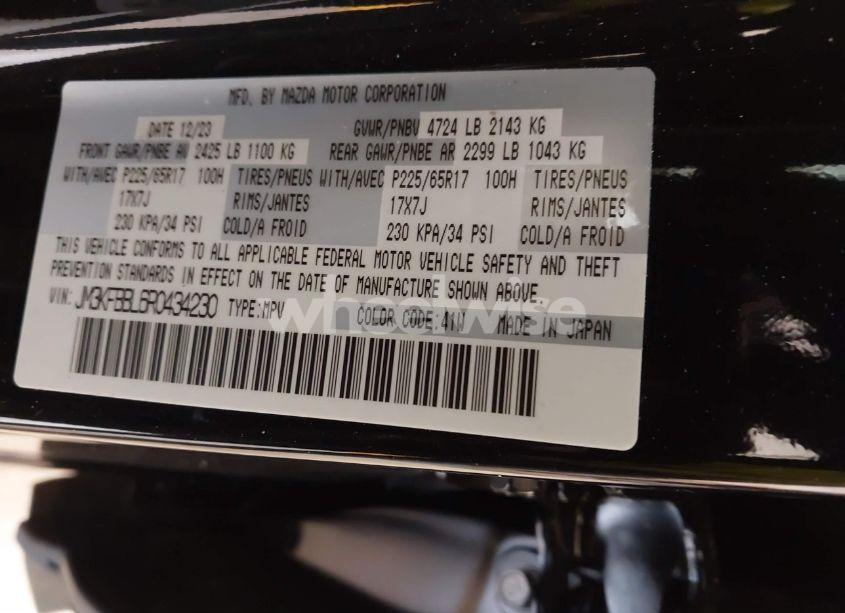 MFD. BY MAZDA MOTOR CORPORATION
DATE 12/23 GVWR/PNBV 4724 LB 2143 KG
FRONT GAWR/PNBE AV 2425 LB 1100 KG REAR GAWR/PNBE AR 2299 LB 1043 KG
WITH/AVEC P225/65R17 100H TIRES/PNEUS WITH/AVEC P225/65R17 100H TIRES/PNEUS
17X7J RIMS/JANTES 17X7J RIMS/JANTES
230 KPA/34 PSI COLD/A FROID 230 KPA/34 PSI COLD/A FROID
THIS VEHICLE CONFORMS TO ALL APPLICABLE FEDERAL MOTOR VEHICLE SAFETY AND THEFT
PREVENTION STANDARDS IN EFFECT ON THE DATE OF MANUFACTURE SHOWN ABOVE.
VIN: JM3KFBBL6R0434230 TYPE:MPV COLOR CODE:41W MADE IN JAPAN
wheelwise